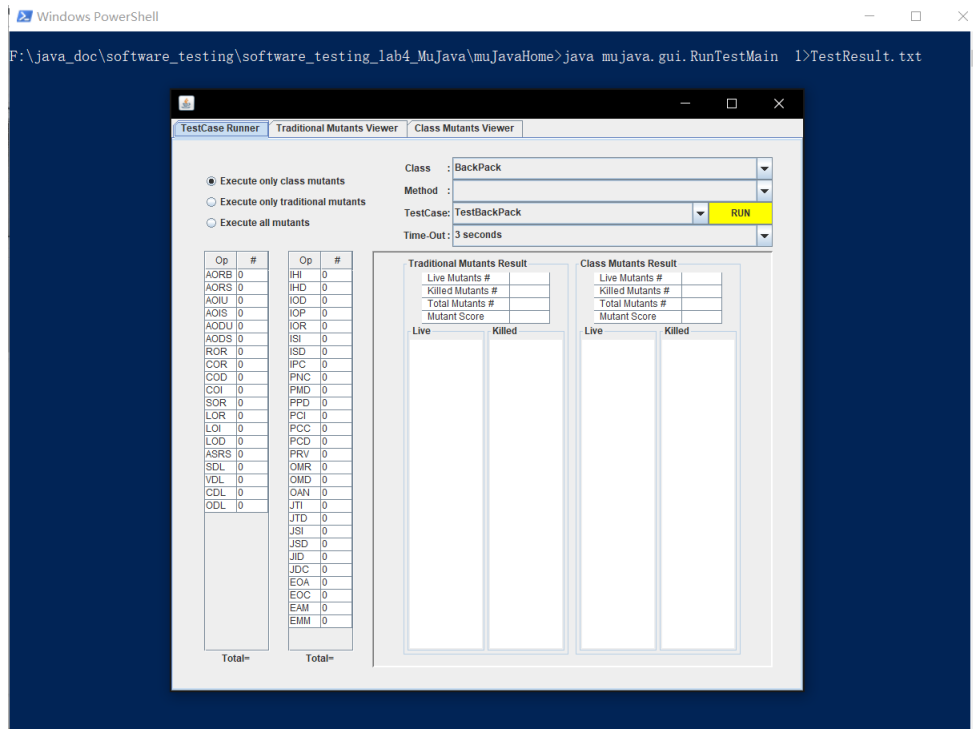 Windows PowerShell
F:\java_doc\software_testing\software_testing_lab4_MuJava\muJavaHome>java mujava.gui.RunTestMain  1>TestResult.txt
TestCase Runner Traditional Mutants Viewer Class Mutants Viewer
Execute only class mutants
Execute only traditional mutants
Execute all mutants
Class : BackPack
Method :
TestCase: TestBackPack RUN
Time-Out : 3 seconds
Op # Op #
AORB 0 IHI 0
AORS 0 IHD 0
AOIU 0 IOD 0
AOIS 0 IOP 0
AODU 0 IOR 0
AODS 0 ISI 0
ROR 0 ISD 0
COR 0 IPC 0
COD 0 PNC 0
COI 0 PMD 0
SOR 0 PPD 0
LOR 0 PCI 0
LOI 0 PCC 0
LOD 0 PCD 0
ASRS 0 PRV 0
SDL 0 OMR 0
VDL 0 OMD 0
CDL 0 OAN 0
ODL 0 JTI 0
JTD 0
JSI 0
JSD 0
JID 0
JDC 0
EOA 0
EOC 0
EAM 0
EMM 0
Total= Total=
Traditional Mutants Result
Live Mutants #
Killed Mutants #
Total Mutants #
Mutant Score
Live Killed
Class Mutants Result
Live Mutants #
Killed Mutants #
Total Mutants #
Mutant Score
Live Killed